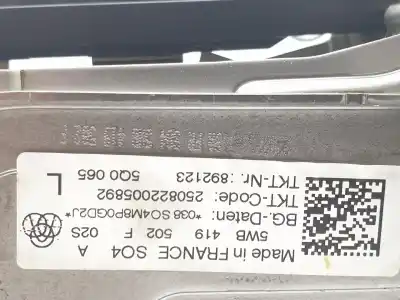 Made in FRANCE SO4 A
5WB 419 502 F 02S
BG.-Daten: *038 SO4M8P0GD2J*
TKT-Code: 250822005892
TKT-Nr.:892123 5Q0 065
L